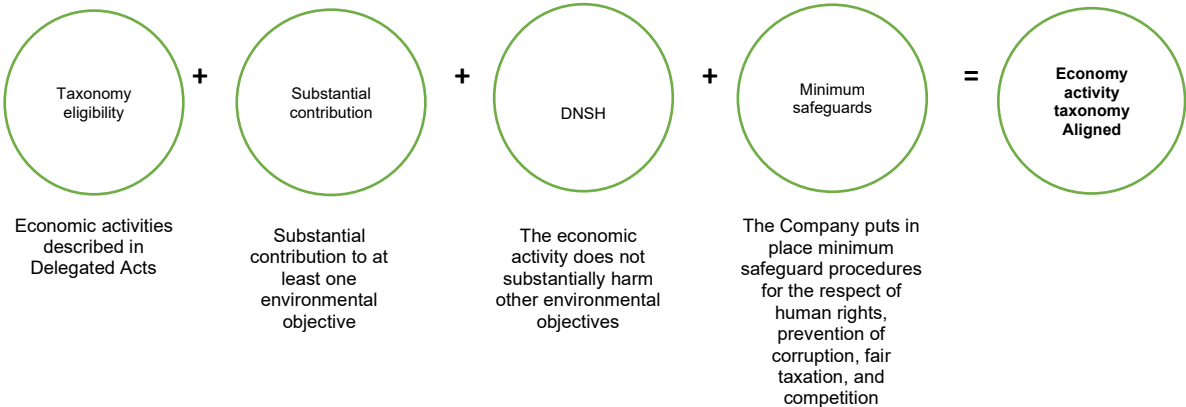 Taxonomy
eligibility
+
Substantial
contribution
+
DNSH
+
Minimum
safeguards
=
Economy
activity
taxonomy
Aligned
Economic activities
described in
Delegated Acts
Substantial
contribution to at
least one
environmental
objective
The economic
activity does not
substantially harm
other environmental
objectives
The Company puts in
place minimum
safeguard procedures
for the respect of
human rights,
prevention of
corruption, fair
taxation, and
competition